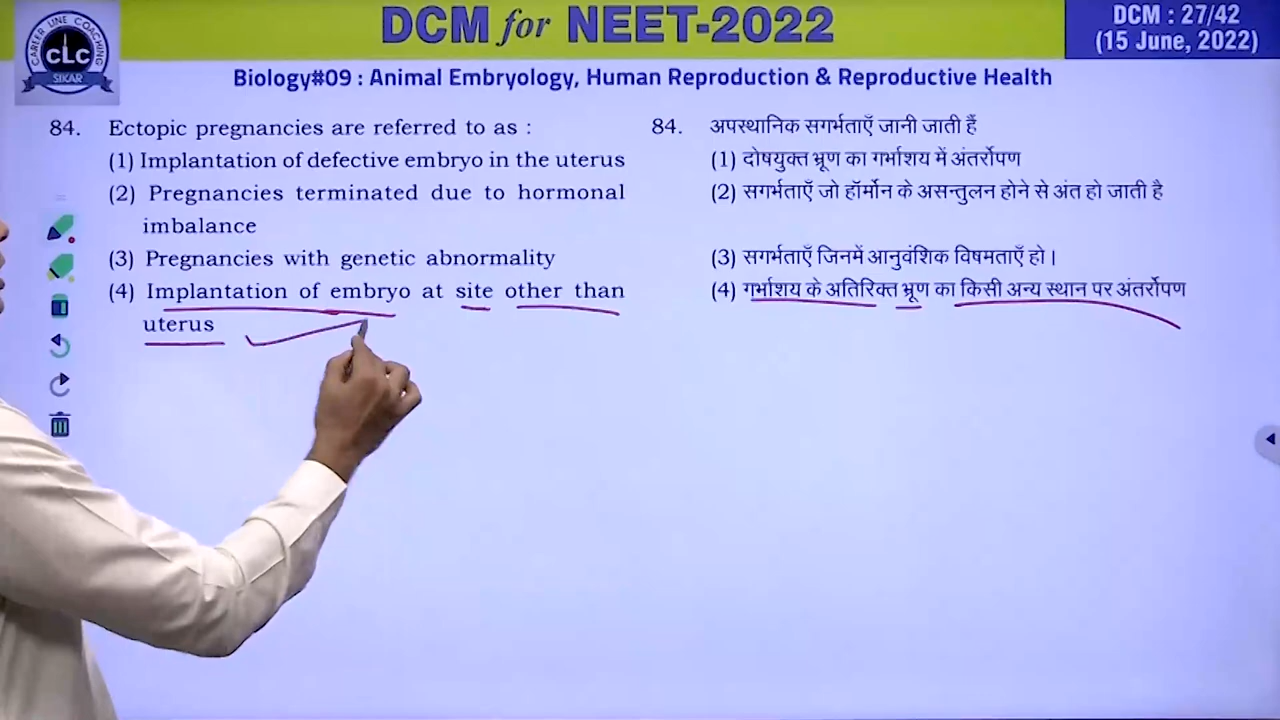 CAREER LINE COACHING
CLC
SIKAR
DCM for NEET-2022
DCM : 27/42
(15 June, 2022)
Biology#09 : Animal Embryology, Human Reproduction & Reproductive Health
84. Ectopic pregnancies are referred to as :
(1) Implantation of defective embryo in the uterus
(2) Pregnancies terminated due to hormonal
imbalance
(3) Pregnancies with genetic abnormality
(4) Implantation of embryo at site other than
uterus
84. अपस्थानिक सगर्भताएँ जानी जाती हैं
(1) दोषयुक्त भ्रूण का गर्भाशय में अंतर्रोपण
(2) सगर्भताएँ जो हॉर्मोन के असन्तुलन होने से अंत हो जाती है
(3) सगर्भताएँ जिनमें आनुवंशिक विषमताएँ हो।
(4) गर्भाशय के अतिरिक्त भ्रूण का किसी अन्य स्थान पर अंतर्रोपण